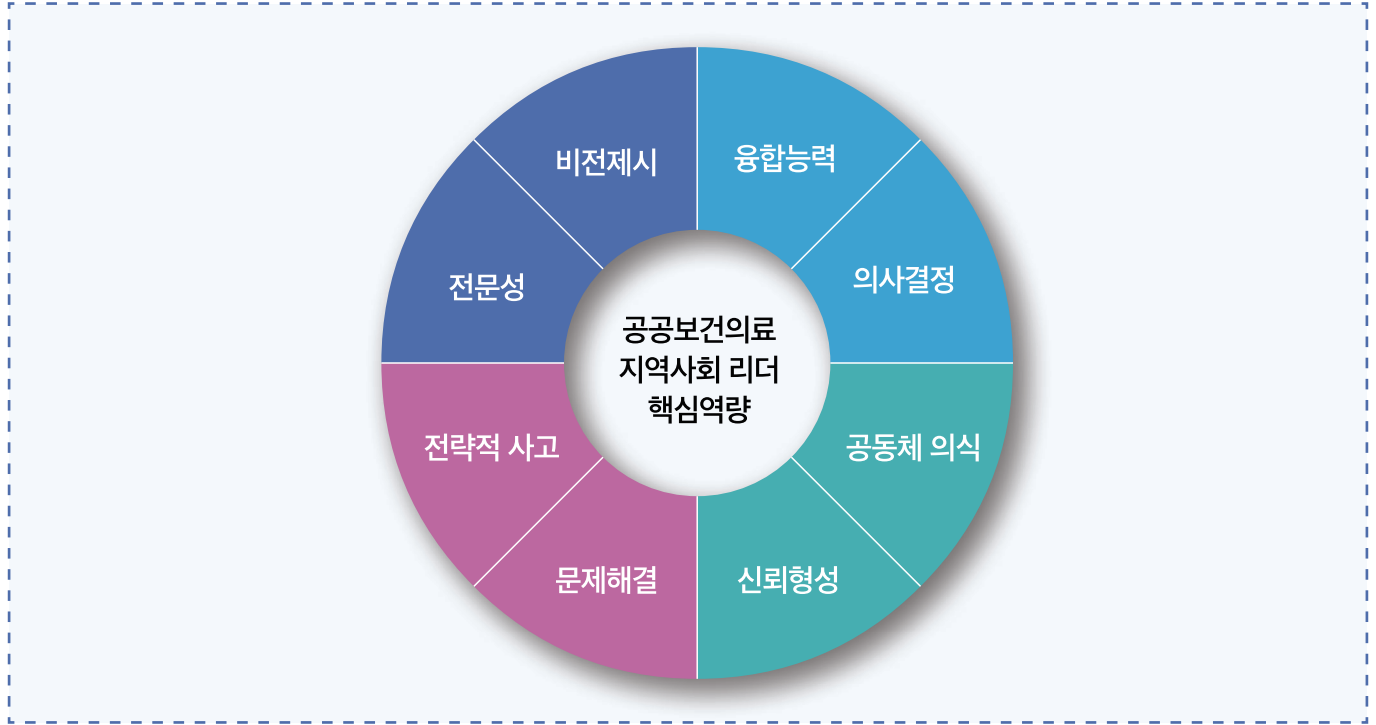 비전제시
융합능력
전문성
의사결정
공공보건의료
지역사회 리더
핵심역량
전략적 사고
공동체 의식
문제해결
신뢰형성